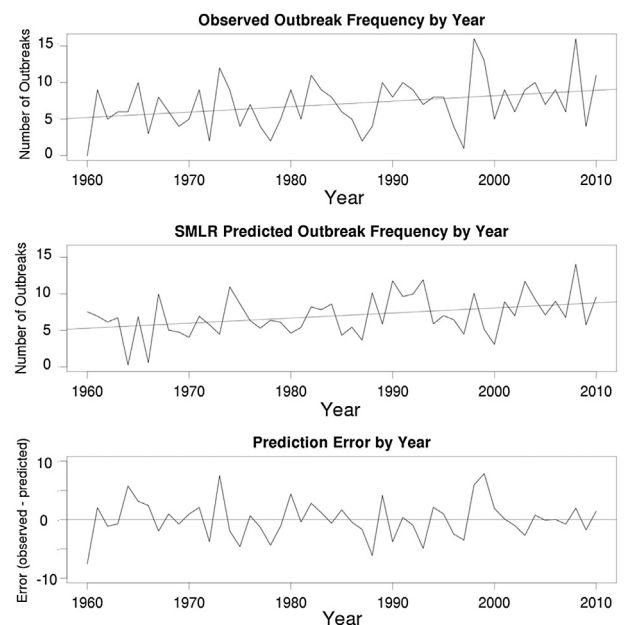 Observed Outbreak Frequency by Year
Number of Outbreaks
15
10
5
0
1960 1970 1980 1990 2000 2010
Year
SMLR Predicted Outbreak Frequency by Year
Number of Outbreaks
15
10
5
0
1960 1970 1980 1990 2000 2010
Year
Prediction Error by Year
Error (observed - predicted)
10
0
-10
1960 1970 1980 1990 2000 2010
Year